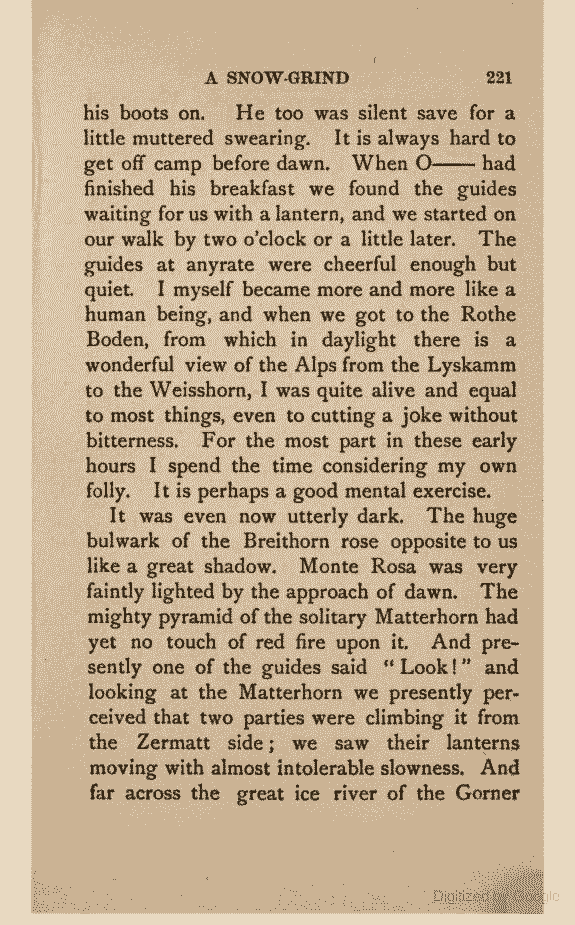 A SNOW-GRIND 221
his boots on. He too was silent save for a
little muttered swearing. It is always hard to
get off camp before dawn. When O—— had
finished his breakfast we found the guides
waiting for us with a lantern, and we started on
our walk by two o'clock or a little later. The
guides at anyrate were cheerful enough but
quiet. I myself became more and more like a
human being, and when we got to the Rothe
Boden, from which in daylight there is a
wonderful view of the Alps from the Lyskamm
to the Weisshorn, I was quite alive and equal
to most things, even to cutting a joke without
bitterness. For the most part in these early
hours I spend the time considering my own
folly. It is perhaps a good mental exercise.
It was even now utterly dark. The huge
bulwark of the Breithorn rose opposite to us
like a great shadow. Monte Rosa was very
faintly lighted by the approach of dawn. The
mighty pyramid of the solitary Matterhorn had
yet no touch of red fire upon it. And pre-
sently one of the guides said "Look!" and
looking at the Matterhorn we presently per-
ceived that two parties were climbing it from
the Zermatt side; we saw their lanterns
moving with almost intolerable slowness. And
far across the great ice river of the Gorner
Digitized by Google